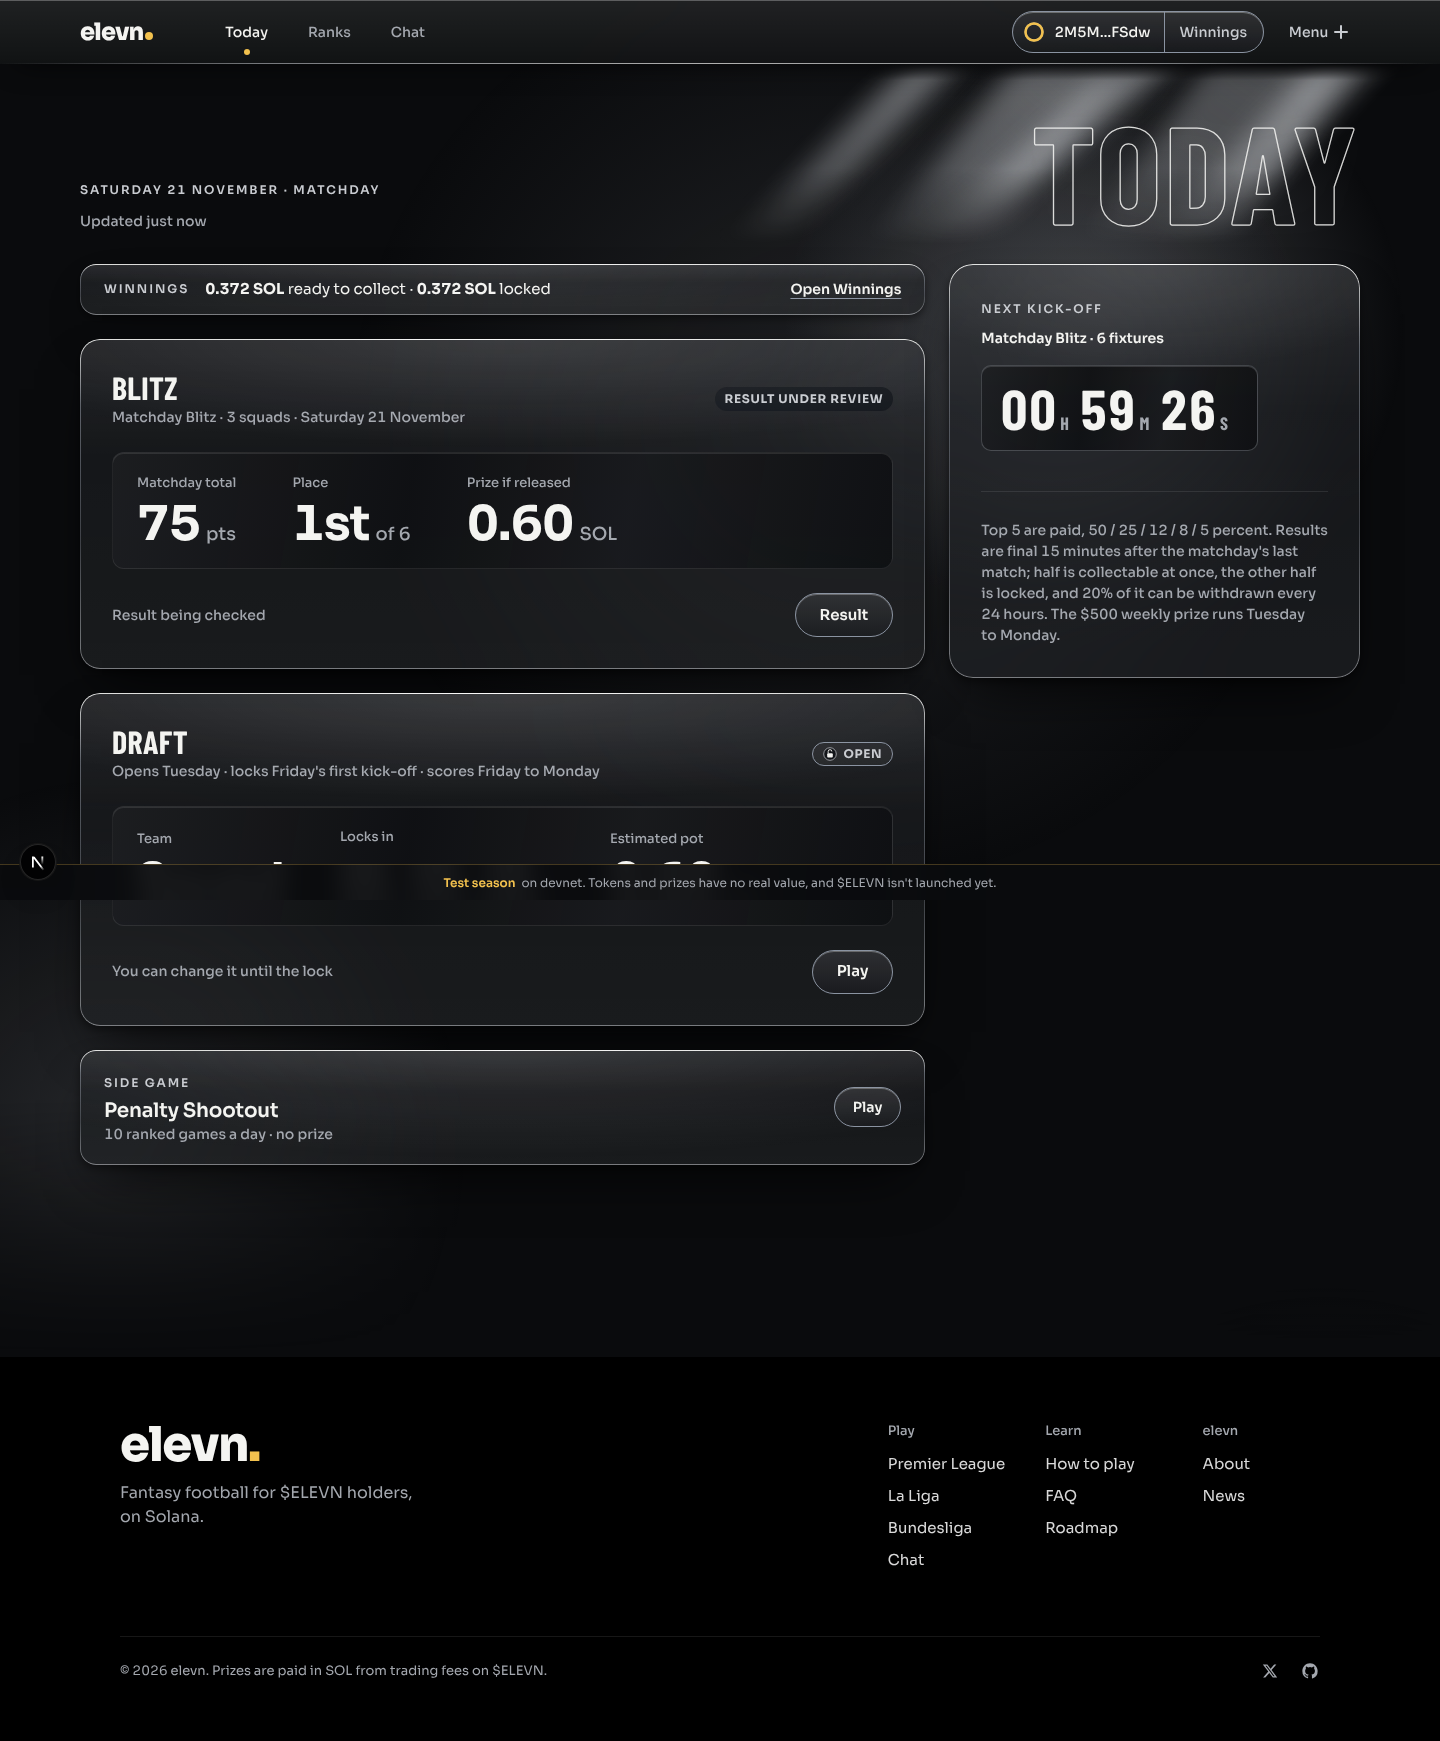 elevn.
Today
Ranks
Chat
2M5M...FSdw
Winnings
Menu
TODAY
SATURDAY 21 NOVEMBER · MATCHDAY
Updated just now
WINNINGS 0.372 SOL ready to collect · 0.372 SOL locked
Open Winnings
BLITZ
Matchday Blitz · 3 squads · Saturday 21 November
RESULT UNDER REVIEW
Matchday total
75 pts
Place
1st of 6
Prize if released
0.60 SOL
Result being checked
Result
NEXT KICK-OFF
Matchday Blitz · 6 fixtures
00 H 59 M 26 S
Top 5 are paid, 50 / 25 / 12 / 8 / 5 percent. Results
are final 15 minutes after the matchday's last
match; half is collectable at once, the other half
is locked, and 20% of it can be withdrawn every
24 hours. The $500 weekly prize runs Tuesday
to Monday.
DRAFT
Opens Tuesday · locks Friday's first kick-off · scores Friday to Monday
OPEN
Team
Locks in
Estimated pot
N
Test season on devnet. Tokens and prizes have no real value, and $ELEVN isn't launched yet.
You can change it until the lock
Play
SIDE GAME
Penalty Shootout
10 ranked games a day · no prize
Play
elevn.
Fantasy football for $ELEVN holders,
on Solana.
Play
Premier League
La Liga
Bundesliga
Chat
Learn
How to play
FAQ
Roadmap
elevn
About
News
© 2026 elevn. Prizes are paid in SOL from trading fees on $ELEVN.